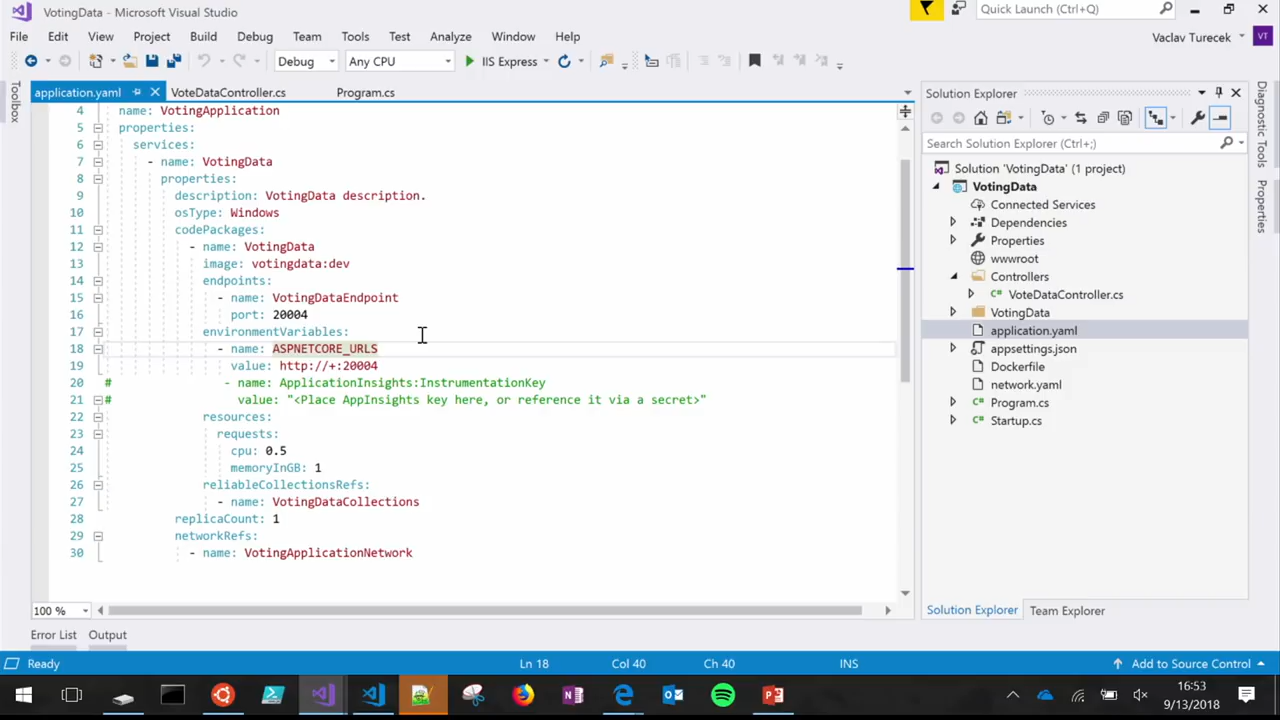 VotingData - Microsoft Visual Studio
Quick Launch (Ctrl+Q)
File Edit View Project Build Debug Team Tools Test Analyze Window Help
Vaclav Turecek VT
Debug Any CPU IIS Express
Toolbox
application.yaml VoteDataController.cs Program.cs
4 name: VotingApplication
5 properties:
6 services:
7 - name: VotingData
8 properties:
9 description: VotingData description.
10 osType: Windows
11 codePackages:
12 - name: VotingData
13 image: votingdata:dev
14 endpoints:
15 - name: VotingDataEndpoint
16 port: 20004
17 environmentVariables:
18 - name: ASPNETCORE_URLS
19 value: http://+:20004
20 # - name: ApplicationInsights:InstrumentationKey
21 # value: "<Place AppInsights key here, or reference it via a secret>"
22 resources:
23 requests:
24 cpu: 0.5
25 memoryInGB: 1
26 reliableCollectionsRefs:
27 - name: VotingDataCollections
28 replicaCount: 1
29 networkRefs:
30 - name: VotingApplicationNetwork
100 %
Solution Explorer
Search Solution Explorer (Ctrl+;)
Solution 'VotingData' (1 project)
VotingData
Connected Services
Dependencies
Properties
wwwroot
Controllers
C# VoteDataController.cs
VotingData
application.yaml
appsettings.json
Dockerfile
network.yaml
C# Program.cs
C# Startup.cs
Solution Explorer Team Explorer
Diagnostic Tools
Properties
Error List Output
Ready Ln 18 Col 40 Ch 40 INS Add to Source Control
16:53
9/13/2018